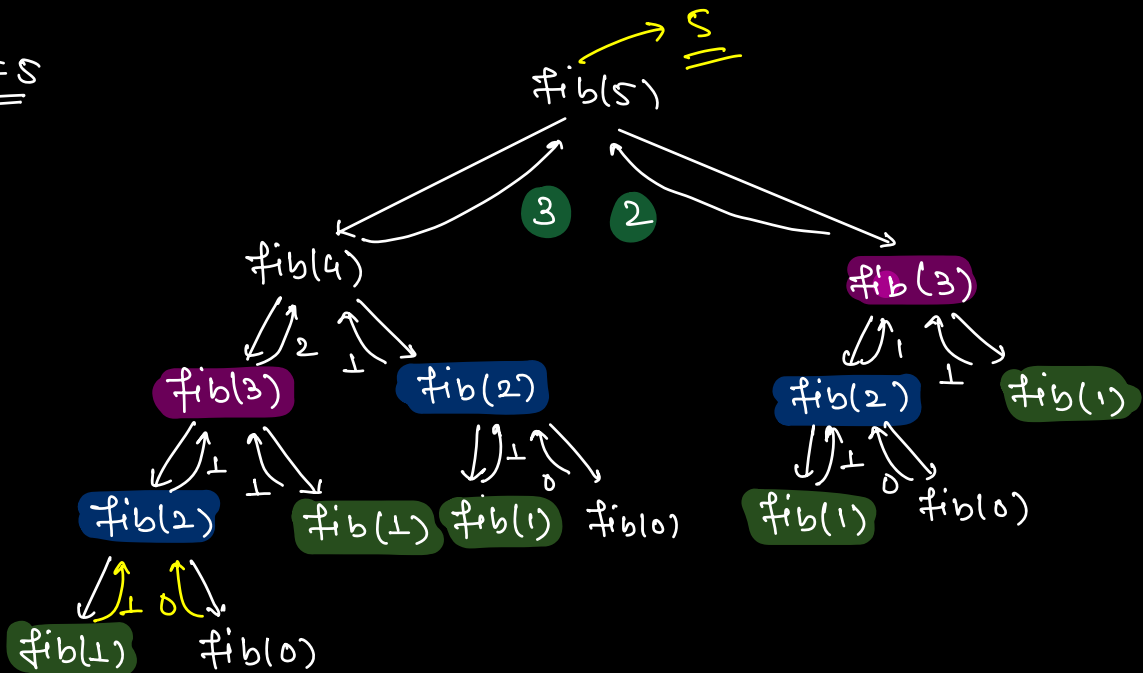 5
=5
fib(5)
3 2
fib(4)
fib(3)
2 1
1 1
fib(3) fib(2) fib(2) fib(1)
1 1
1 0
1 0
fib(2) fib(1) fib(1) fib(0) fib(1) fib(0)
1 0
fib(1) fib(0)